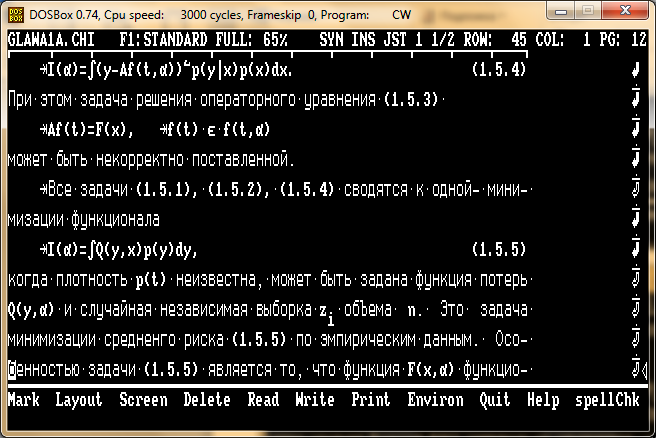 DOSBox 0.74, Cpu speed: 3000 cycles, Frameskip 0, Program: CW
GLAWA1A.CHI F1:STANDARD FULL: 65% SYN INS JST 1 1/2 ROW: 45 COL: 1 PG: 12
I(α)=∫(y-Af(t,α))²p(y|x)p(x)dx. (1.5.4)
При этом задача решения операторного уравнения (1.5.3)
Af(t)=F(x), f(t) ϵ f(t,α)
может быть некорректно поставленной.
Все задачи (1.5.1), (1.5.2), (1.5.4) сводятся к одной- мини-
мизации функционала
I(α)=∫Q(y,x)p(y)dy, (1.5.5)
когда плотность p(t) неизвестна, может быть задана функция потерь
Q(y,α) и случайная независимая выборка zi объема n. Это задача
минимизации средненго риска (1.5.5) по эмпирическим данным. Осо-
бенностью задачи (1.5.5) является то, что функция F(x,α) функцио-
Mark Layout Screen Delete Read Write Print Environ Quit Help spellChk